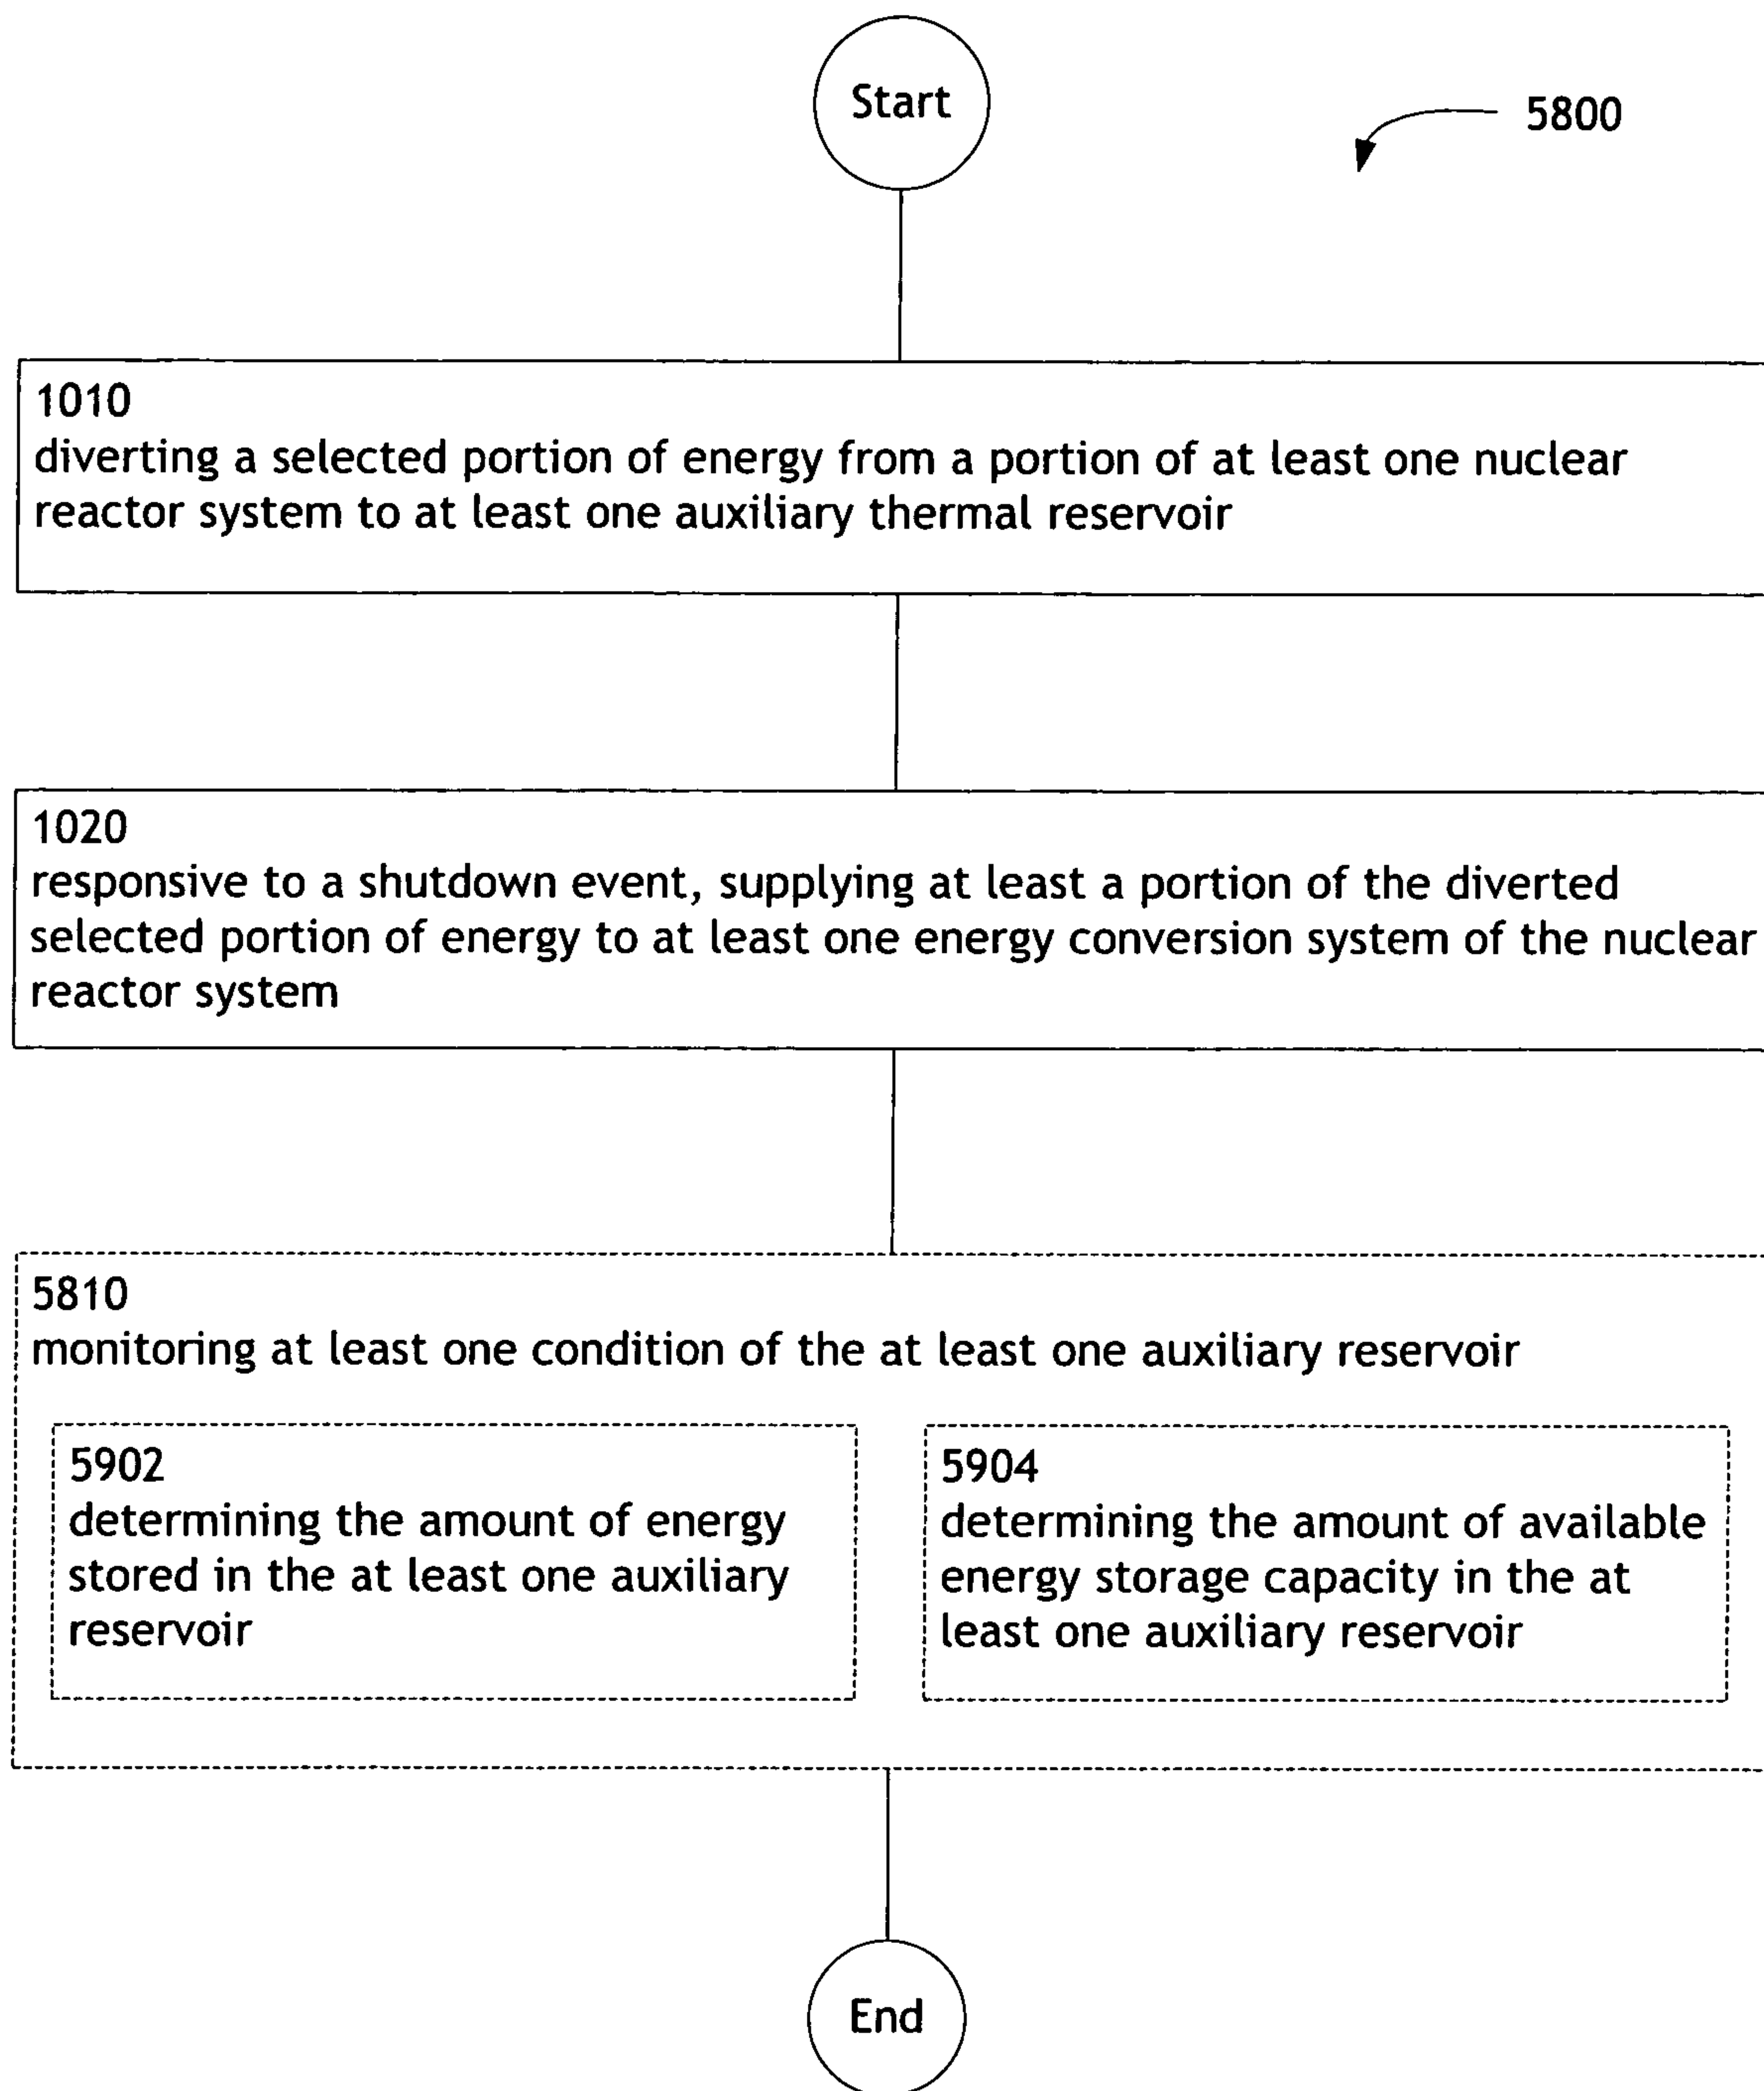 Start
5800
1010
diverting a selected portion of energy from a portion of at least one nuclear
reactor system to at least one auxiliary thermal reservoir
1020
responsive to a shutdown event, supplying at least a portion of the diverted
selected portion of energy to at least one energy conversion system of the nuclear
reactor system
5810
monitoring at least one condition of the at least one auxiliary reservoir
5902
determining the amount of energy
stored in the at least one auxiliary
reservoir
5904
determining the amount of available
energy storage capacity in the at
least one auxiliary reservoir
End